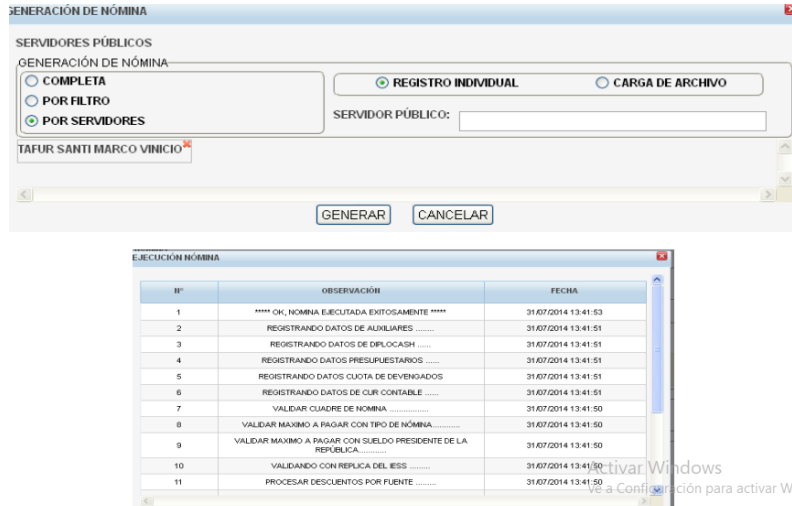 GENERACIÓN DE NÓMINA
SERVIDORES PÚBLICOS
GENERACIÓN DE NÓMINA
COMPLETA
POR FILTRO
POR SERVIDORES
REGISTRO INDIVIDUAL
CARGA DE ARCHIVO
SERVIDOR PÚBLICO:
TAFUR SANTI MARCO VINICIO
GENERAR CANCELAR
EJECUCIÓN NÓMINA
Nº OBSERVACIÓN FECHA
1 ***** OK, NOMINA EJECUTADA EXITOSAMENTE ***** 31/07/2014 13:41:53
2 REGISTRANDO DATOS DE AUXILIARES ........ 31/07/2014 13:41:51
3 REGISTRANDO DATOS DE DIPLOCASH ...... 31/07/2014 13:41:51
4 REGISTRANDO DATOS PRESUPUESTARIOS ...... 31/07/2014 13:41:51
5 REGISTRANDO DATOS CUOTA DE DEVENGADOS 31/07/2014 13:41:51
6 REGISTRANDO DATOS DE CUR CONTABLE ...... 31/07/2014 13:41:51
7 VALIDAR CUADRE DE NOMINA ................. 31/07/2014 13:41:50
8 VALIDAR MAXIMO A PAGAR CON TIPO DE NÓMINA............ 31/07/2014 13:41:50
9 VALIDAR MAXIMO A PAGAR CON SUELDO PRESIDENTE DE LA REPÚBLICA............ 31/07/2014 13:41:50
10 VALIDANDO CON REPLICA DEL IESS ......... 31/07/2014 13:41:50
11 PROCESAR DESCUENTOS POR FUENTE ......... 31/07/2014 13:41:50
Activar Windows
Ve a Configuración para activar W